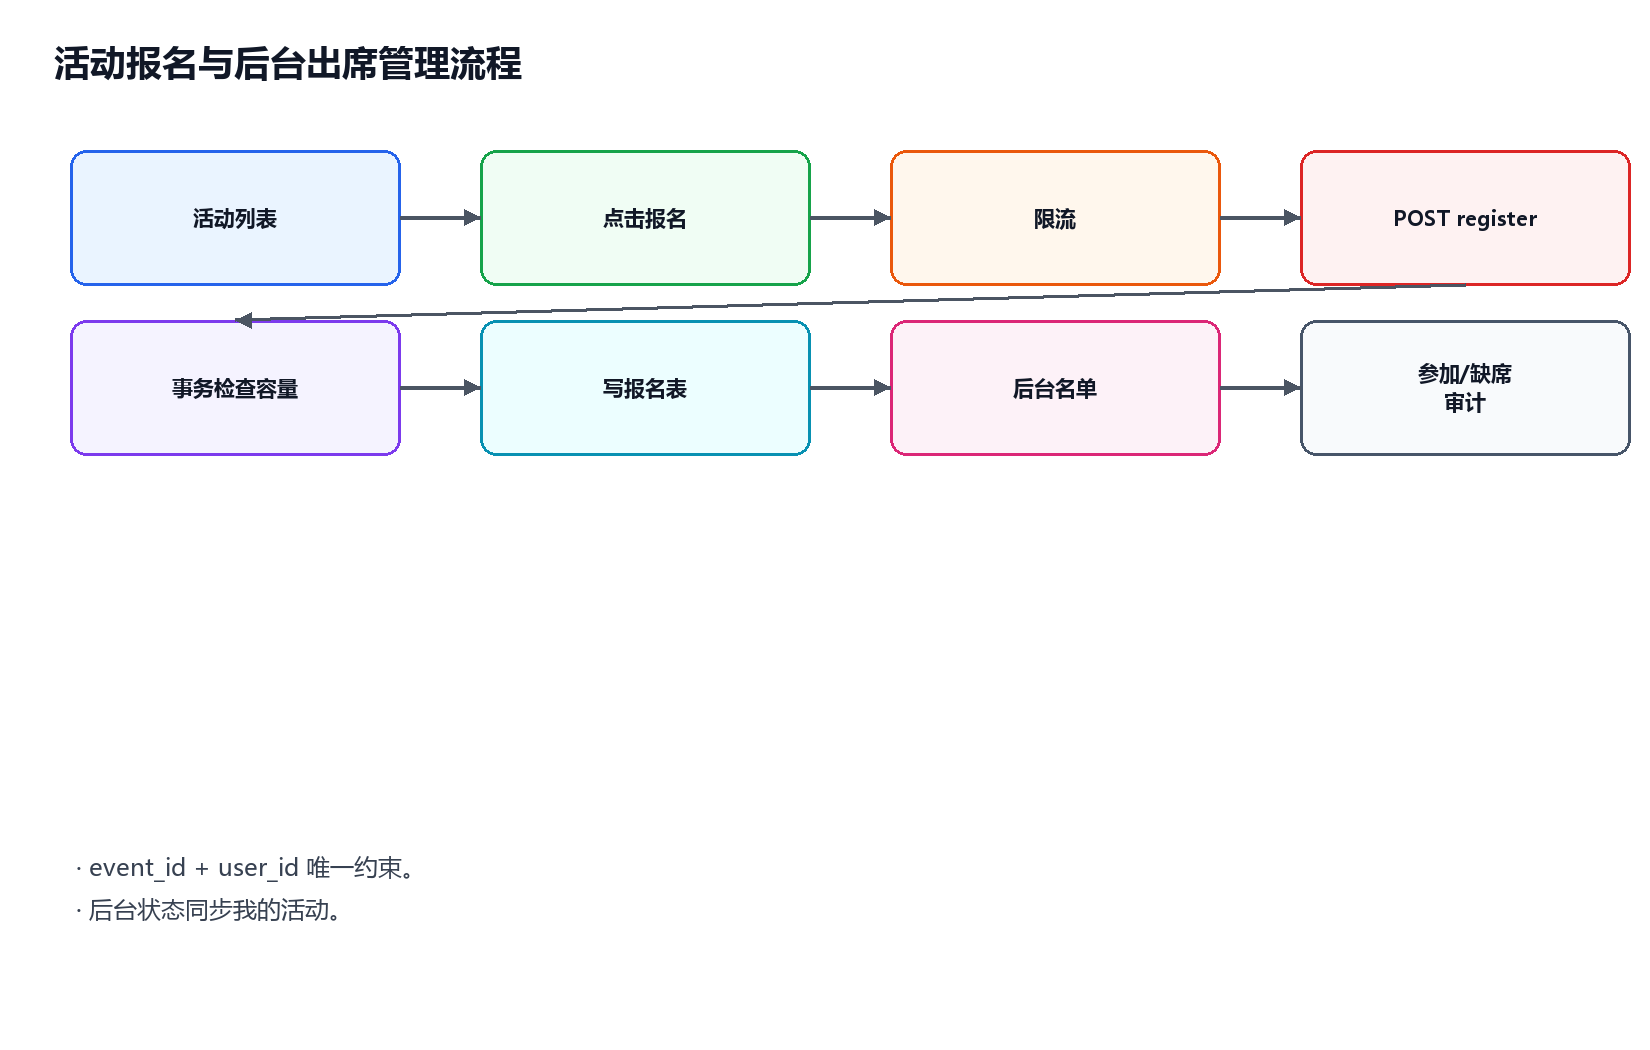 活动报名与后台出席管理流程
活动列表
点击报名
限流
POST register
事务检查容量
写报名表
后台名单
参加/缺席
审计
· event_id + user_id 唯一约束。
· 后台状态同步我的活动。